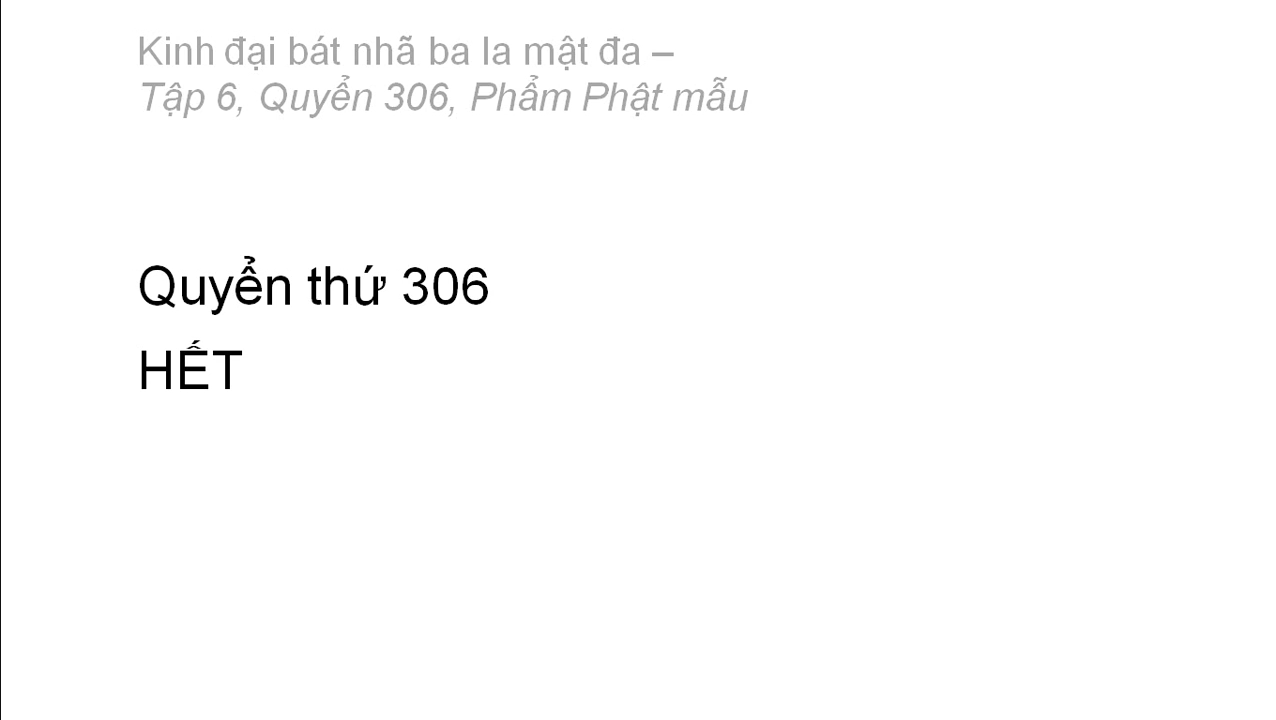 Kinh đại bát nhã ba la mật đa –
Tập 6, Quyển 306, Phẩm Phật mẫu
Quyển thứ 306
HẾT